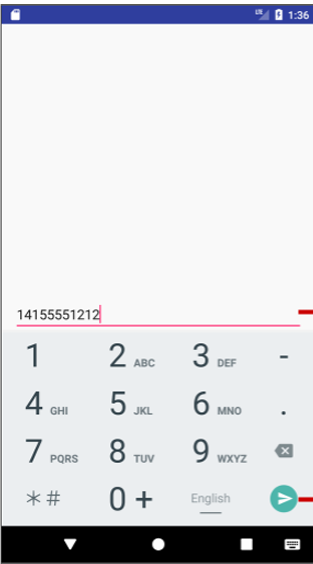 LTE 1:36
14155551212
1 2 ABC 3 DEF -
4 GHI 5 JKL 6 MNO .
7 PQRS 8 TUV 9 WXYZ
*# 0 + English